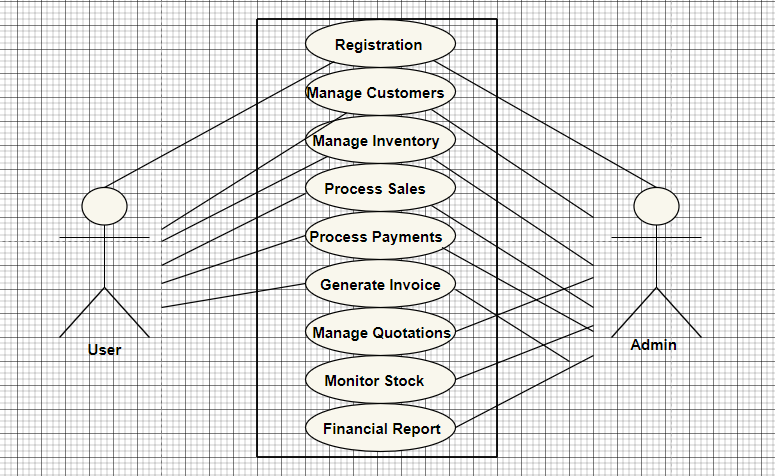 Registration
Manage Customers
Manage Inventory
Process Sales
Process Payments
Generate Invoice
Manage Quotations
Monitor Stock
Financial Report
User
Admin